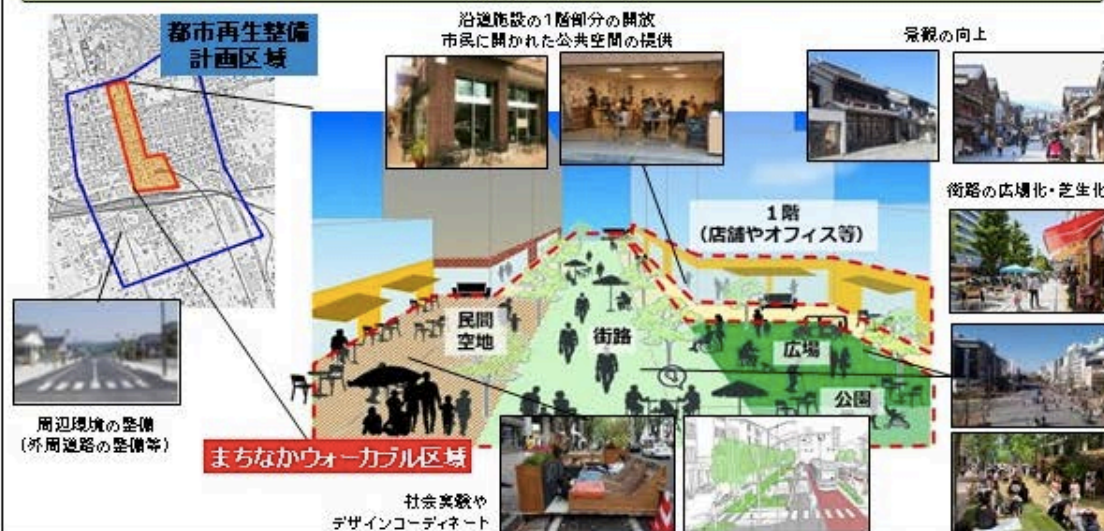 都市再生整備
計画区域
沿道施設の1階部分の開放
市民に開かれた公共空間の提供
景観の向上
街路の広場化・芝生化
1階
(店舗やオフィス等)
民間
空地
街路
広場
公園
周辺環境の整備
(外周道路の整備等)
まちなかウォーカブル区域
社会実験や
デザインコーディネート